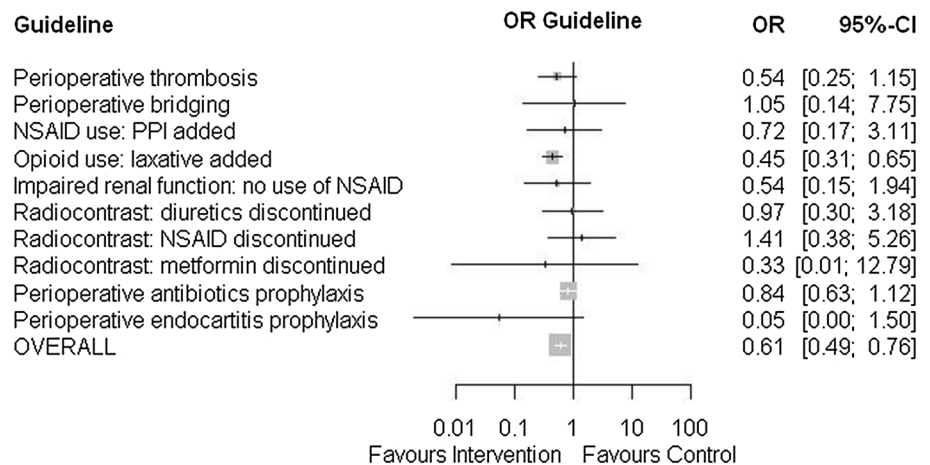 Guideline OR Guideline OR 95%-CI
Perioperative thrombosis 0.54 [0.25; 1.15]
Perioperative bridging 1.05 [0.14; 7.75]
NSAID use: PPI added 0.72 [0.17; 3.11]
Opioid use: laxative added 0.45 [0.31; 0.65]
Impaired renal function: no use of NSAID 0.54 [0.15; 1.94]
Radiocontrast: diuretics discontinued 0.97 [0.30; 3.18]
Radiocontrast: NSAID discontinued 1.41 [0.38; 5.26]
Radiocontrast: metformin discontinued 0.33 [0.01; 12.79]
Perioperative antibiotics prophylaxis 0.84 [0.63; 1.12]
Perioperative endocartitis prophylaxis 0.05 [0.00; 1.50]
OVERALL 0.61 [0.49; 0.76]
0.01 0.1 1 10 100
Favours Intervention Favours Control